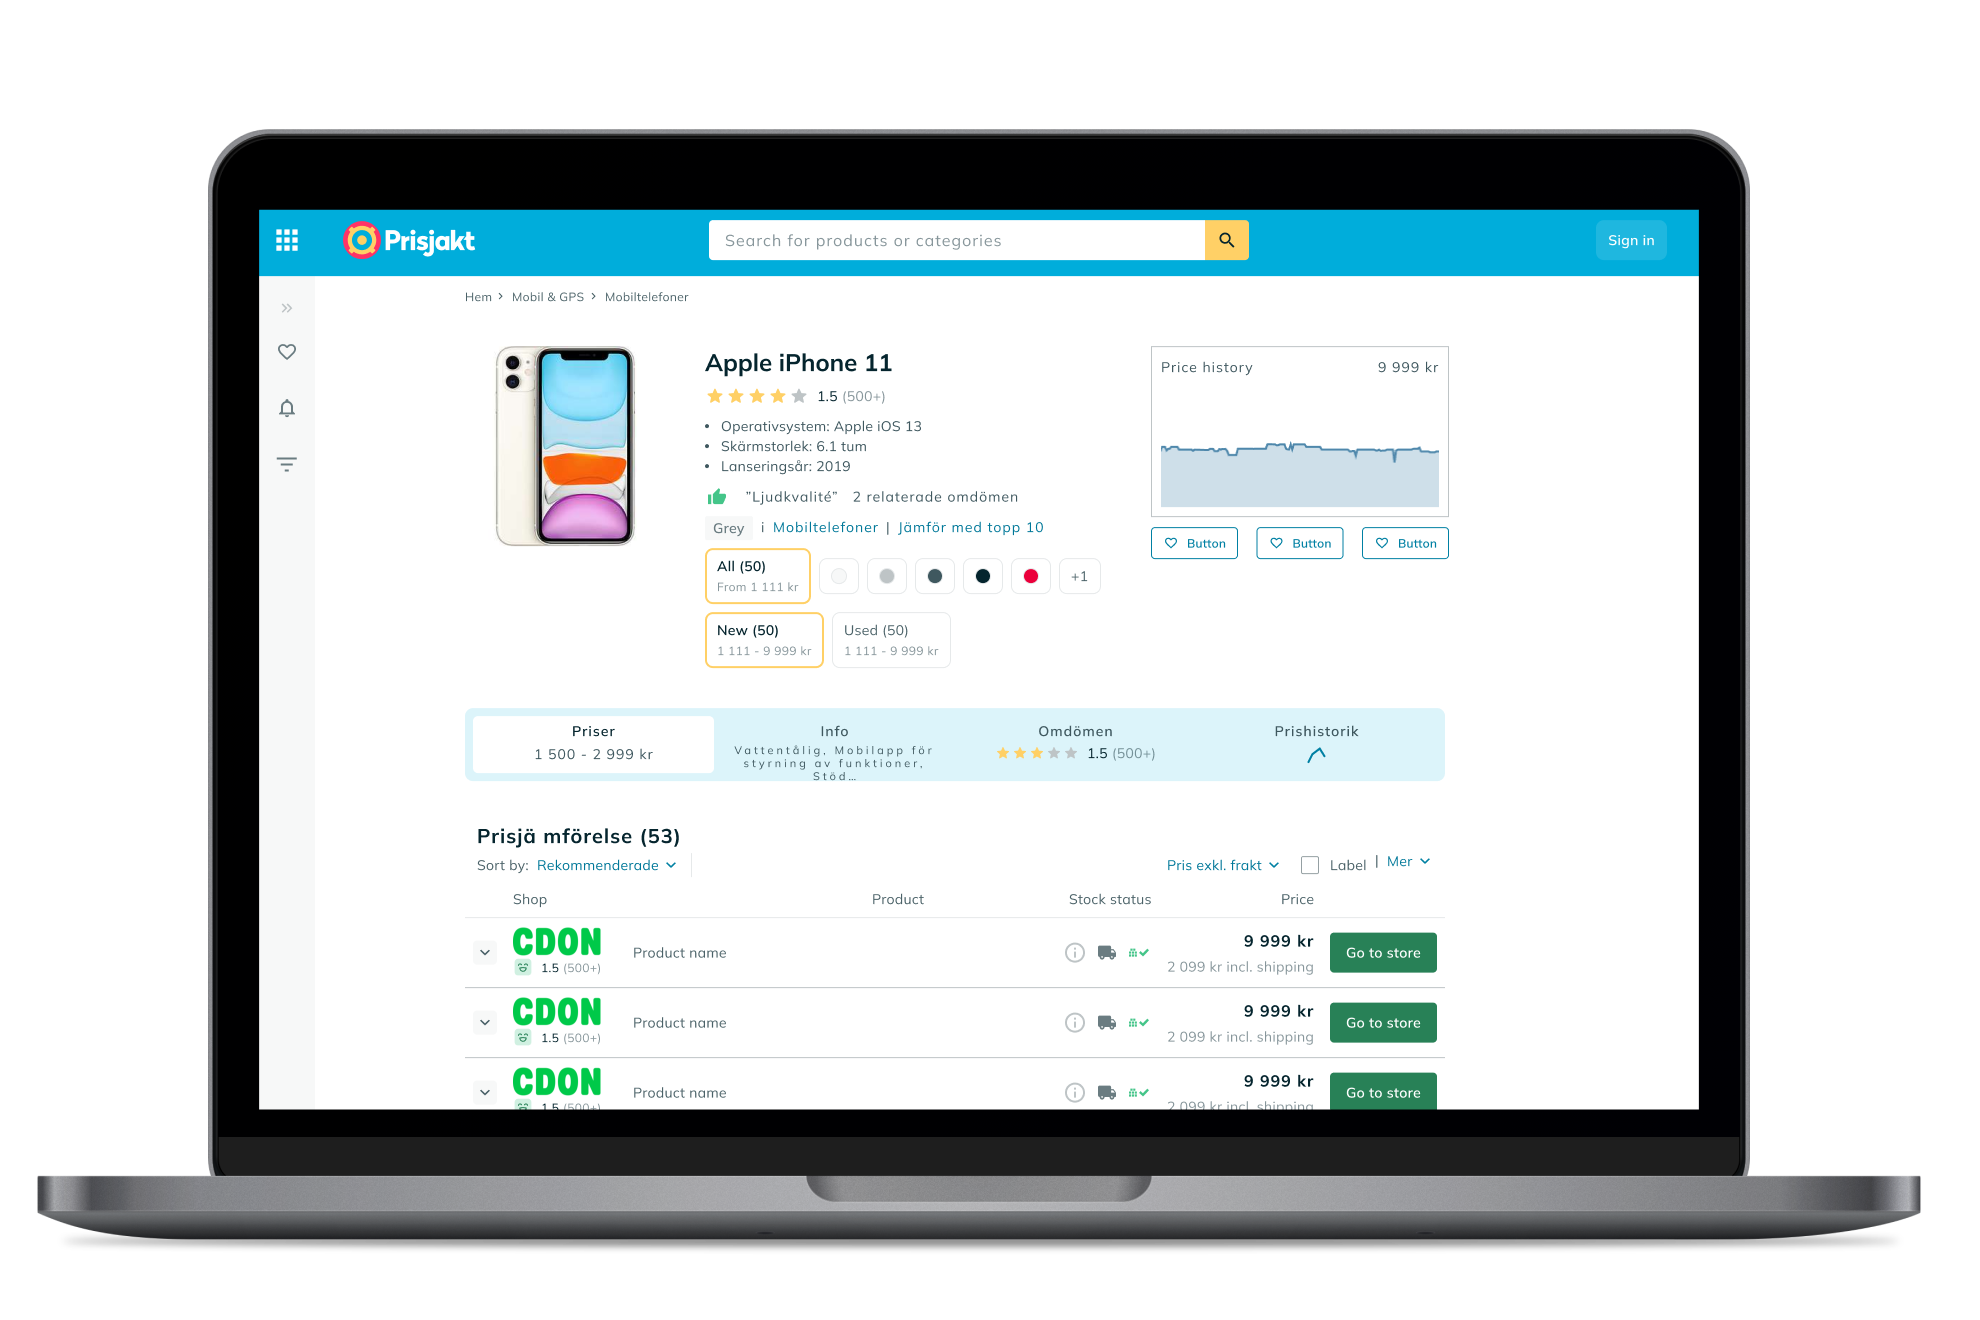 Prisjakt
Search for products or categories
Sign in
Hem > Mobil & GPS > Mobiltelefoner
Apple iPhone 11
1.5 (500+)
• Operativsystem: Apple iOS 13
• Skärmstorlek: 6.1 tum
• Lanseringsår: 2019
”Ljudkvalité” 2 relaterade omdömen
Grey i Mobiltelefoner | Jämför med topp 10
All (50)
From 1 111 kr
+1
New (50)
1 111 - 9 999 kr
Used (50)
1 111 - 9 999 kr
Price history 9 999 kr
Button Button Button
Priser
1 500 - 2 999 kr
Info
Vattentålig, Mobilapp för
styrning av funktioner,
Stöd...
Omdömen
1.5 (500+)
Prishistorik
Prisjä mförelse (53)
Sort by: Rekommenderade
Pris exkl. frakt Label | Mer
Shop Product Stock status Price
CDON
1.5 (500+)
Product name
9 999 kr
2 099 kr incl. shipping
Go to store
CDON
1.5 (500+)
Product name
9 999 kr
2 099 kr incl. shipping
Go to store
CDON
1.5 (500+)
Product name
9 999 kr
2 099 kr incl. shipping
Go to store